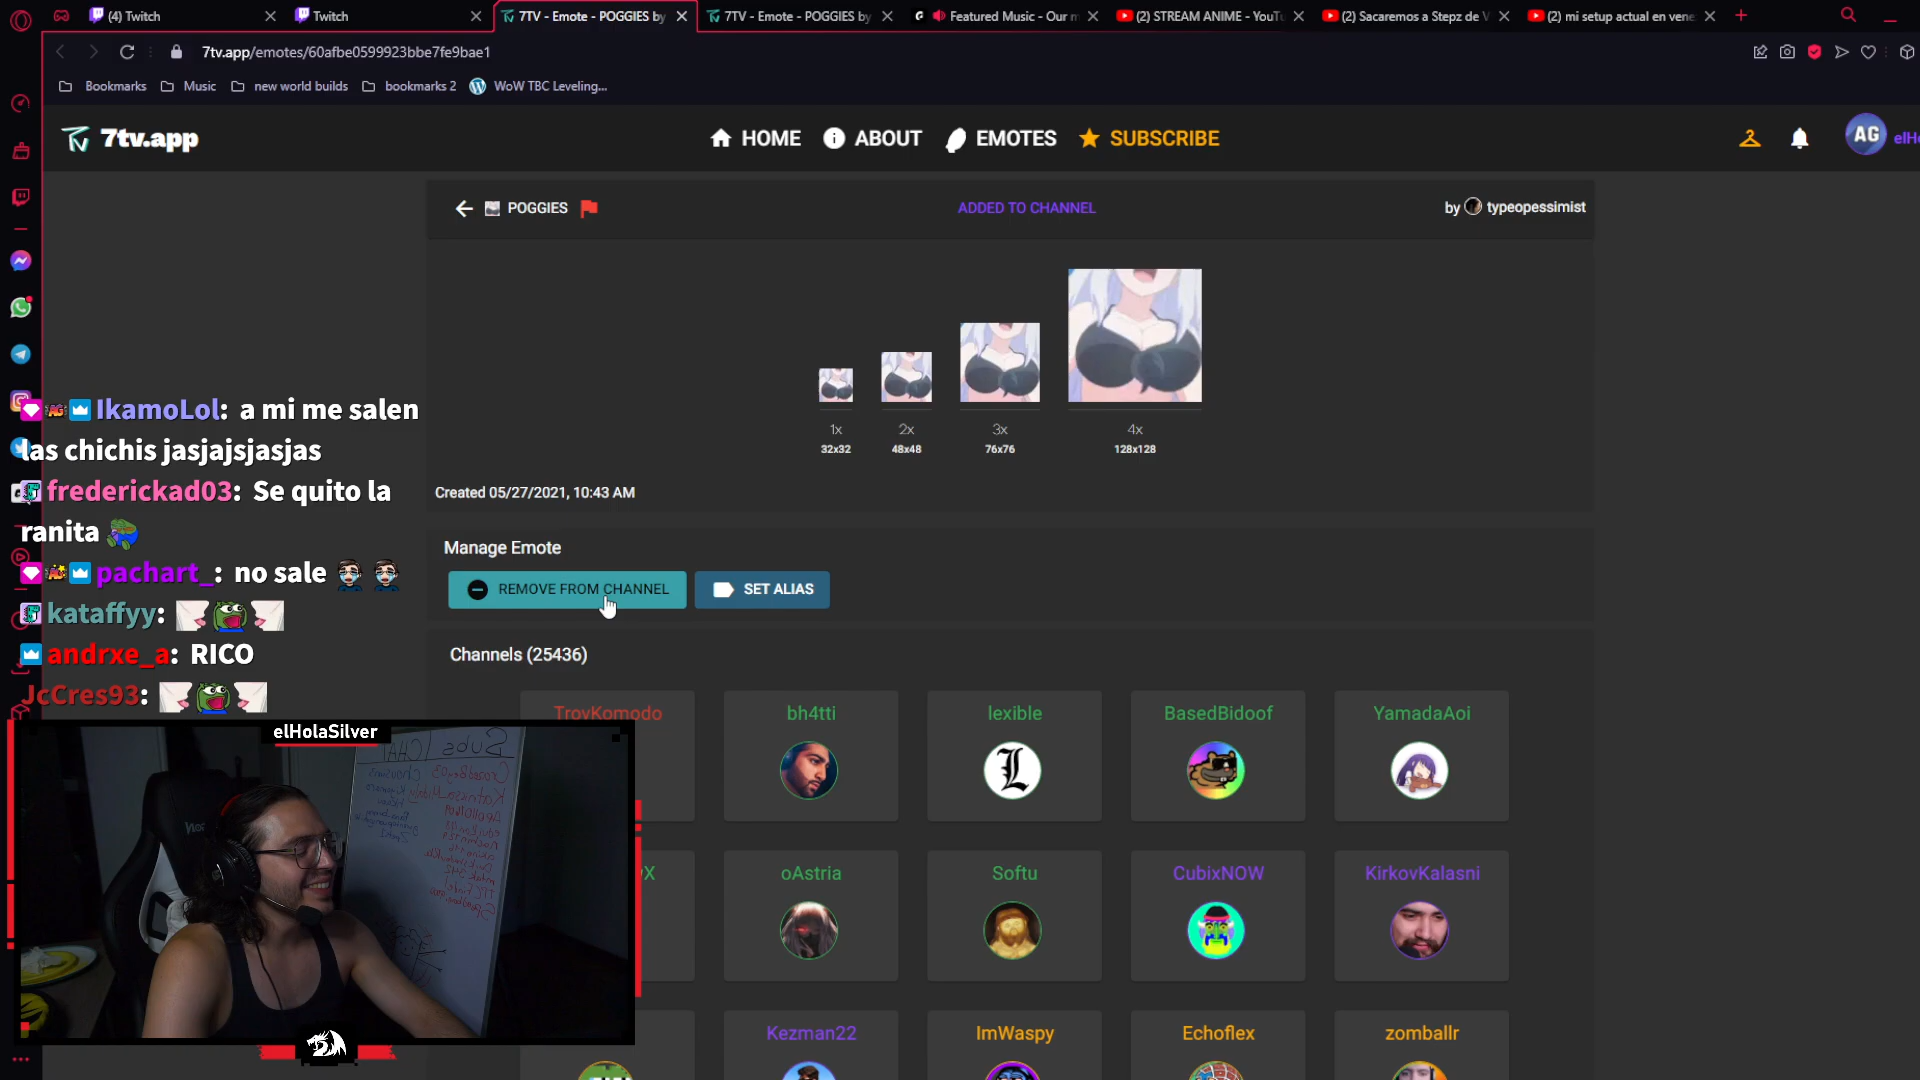 (4) Twitch
Twitch
7TV - Emote - POGGIES by
7TV - Emote - POGGIES by
Featured Music - Our m
(2) STREAM ANIME - YouTu
(2) Sacaremos a Stepz de V
(2) mi setup actual en vene
7tv.app/emotes/60afbe0599923bbe7fe9bae1
Bookmarks
Music
new world builds
bookmarks 2
WoW TBC Leveling...
7tv.app
HOME
ABOUT
EMOTES
SUBSCRIBE
AG
elHo
POGGIES
ADDED TO CHANNEL
by typeopessimist
1x
2x
3x
4x
32x32
48x48
76x76
128x128
Created 05/27/2021, 10:43 AM
Manage Emote
REMOVE FROM CHANNEL
SET ALIAS
Channels (25436)
TroyKomodo
bh4tti
lexible
BasedBidoof
YamadaAoi
X
oAstria
Softu
CubixNOW
KirkovKalasni
Kezman22
ImWaspy
Echoflex
zomballr
IkamoLol: a mi me salen
las chichis jasjajsjasjas
frederickad03: Se quito la
ranita
pachart_: no sale
kataffyy:
andrxe_a: RICO
JcCres93:
elHolaSilver
Subs | CHAT